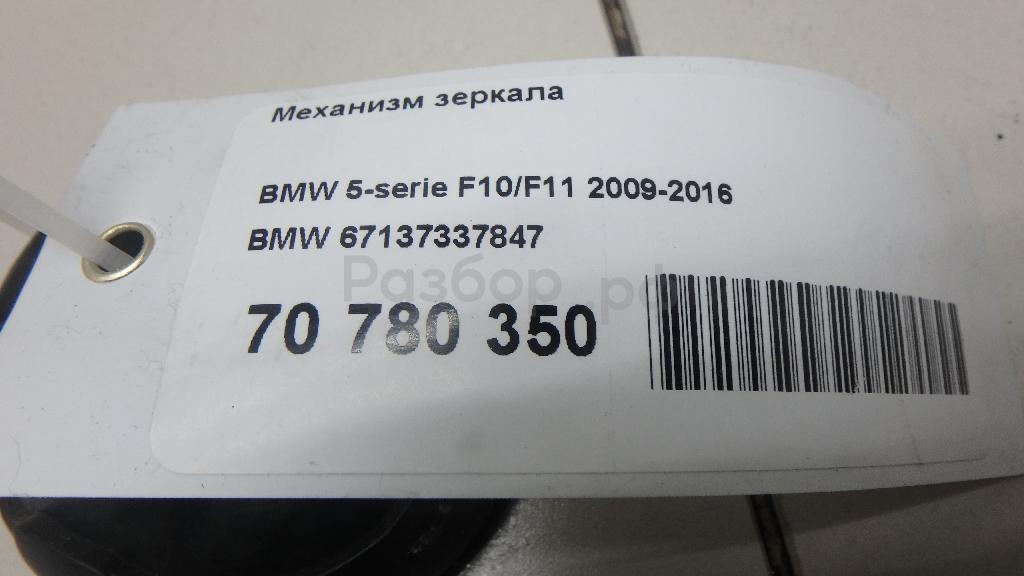 Механизм зеркала
BMW 5-serie F10/F11 2009-2016
BMW 67137337847
Разбор.рф
70 780 350